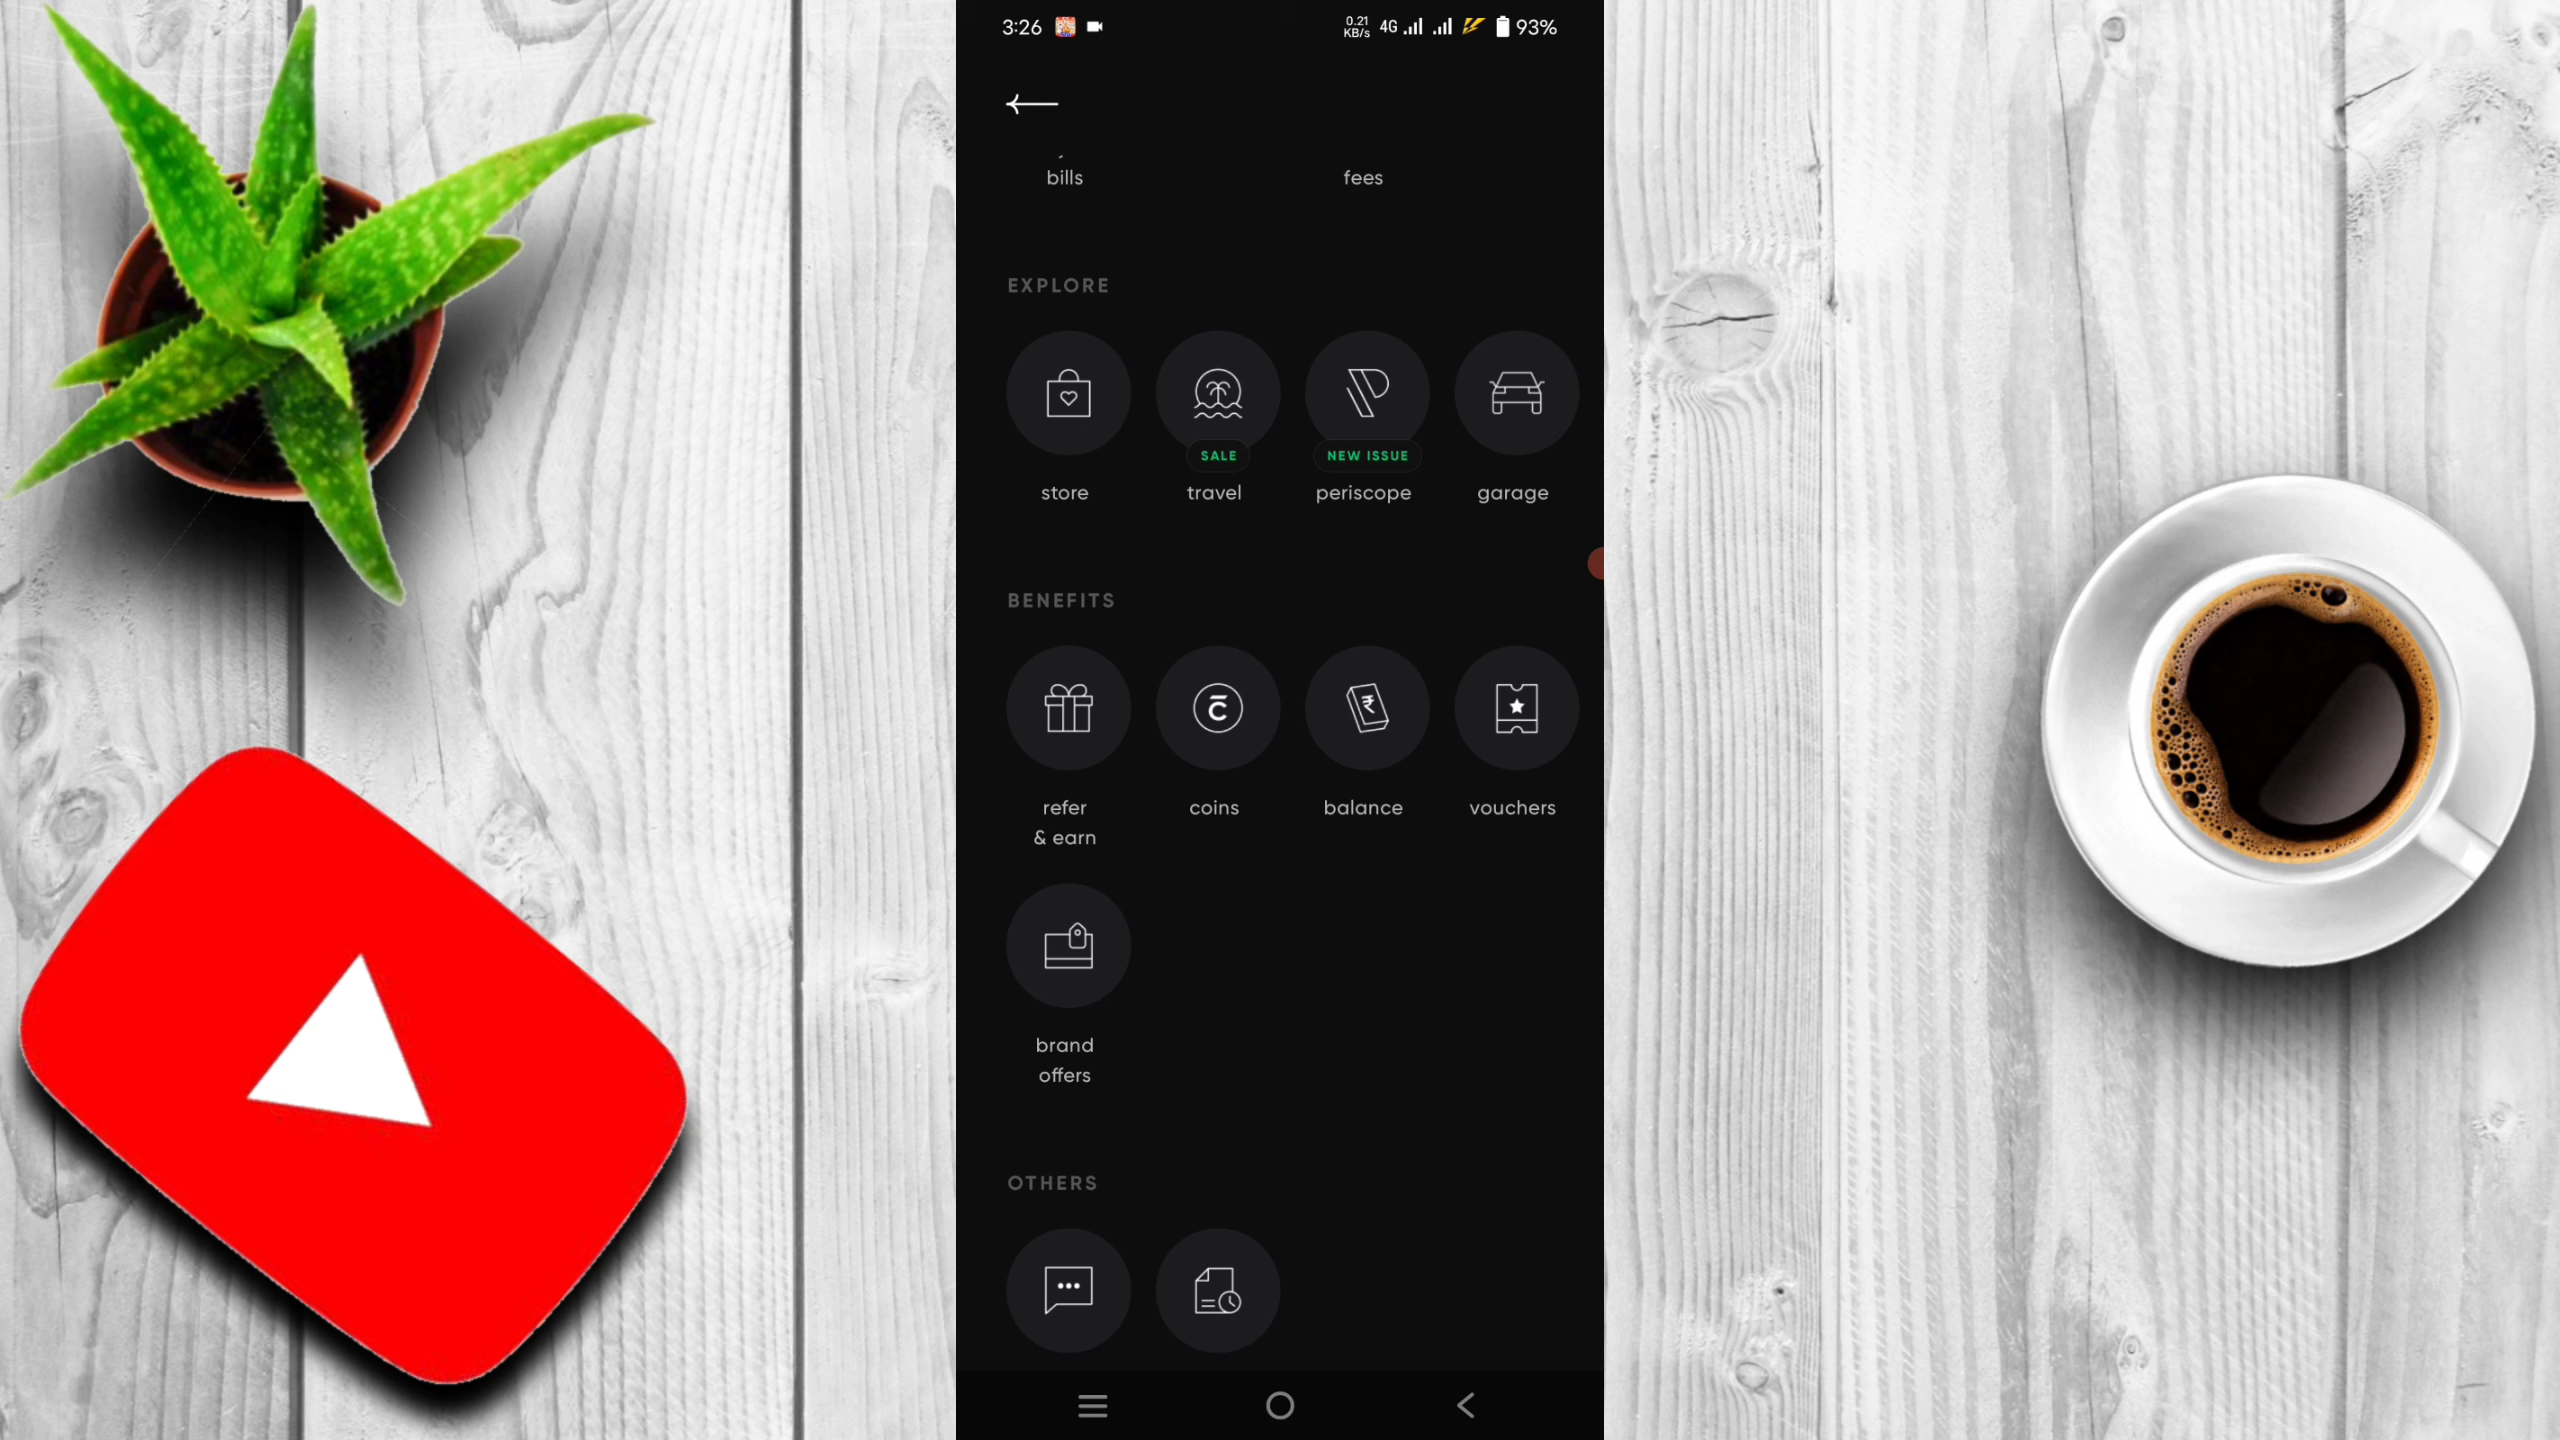 3:26
0.21
KB/s
4G
93%
bills
fees
EXPLORE
SALE
NEW ISSUE
store
travel
periscope
garage
BENEFITS
refer
& earn
coins
balance
vouchers
brand
offers
OTHERS